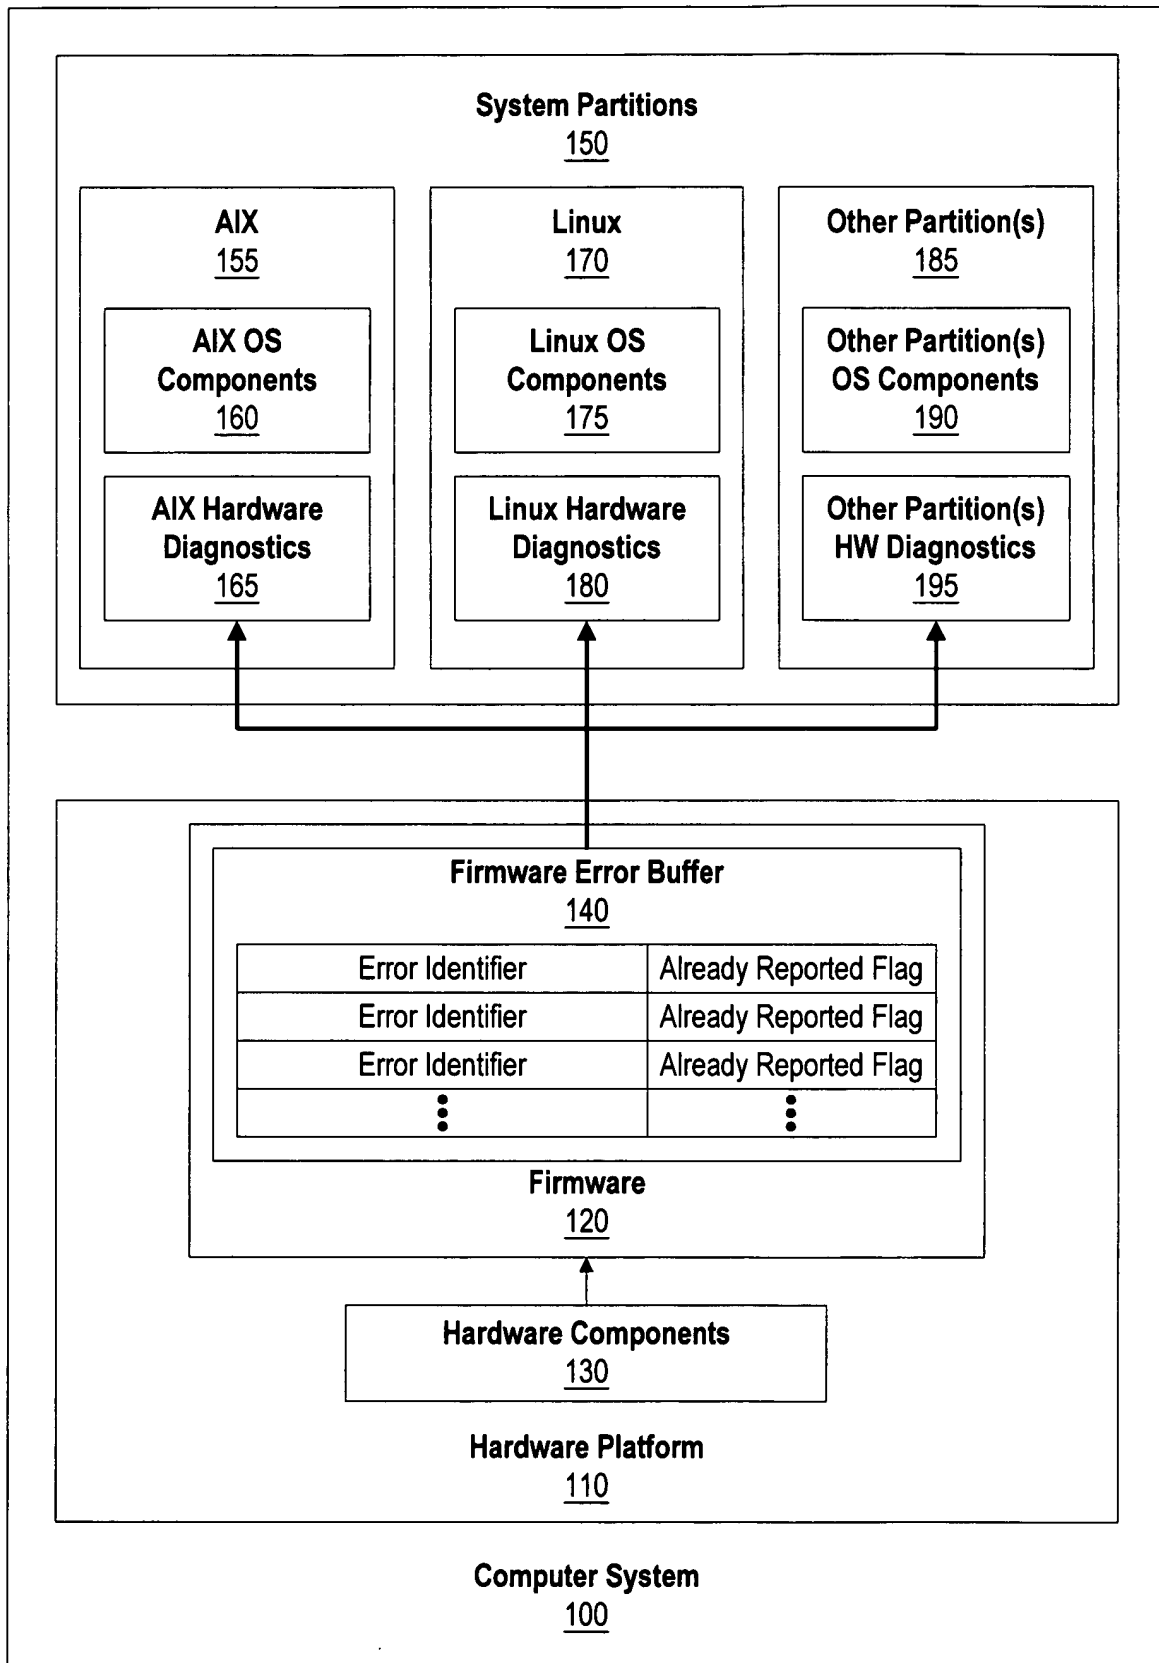 System Partitions
150
AIX
155
AIX OS
Components
160
AIX Hardware
Diagnostics
165
Linux
170
Linux OS
Components
175
Linux Hardware
Diagnostics
180
Other Partition(s)
185
Other Partition(s)
OS Components
190
Other Partition(s)
HW Diagnostics
195
Firmware Error Buffer
140
Error Identifier Already Reported Flag
Error Identifier Already Reported Flag
Error Identifier Already Reported Flag
Firmware
120
Hardware Components
130
Hardware Platform
110
Computer System
100